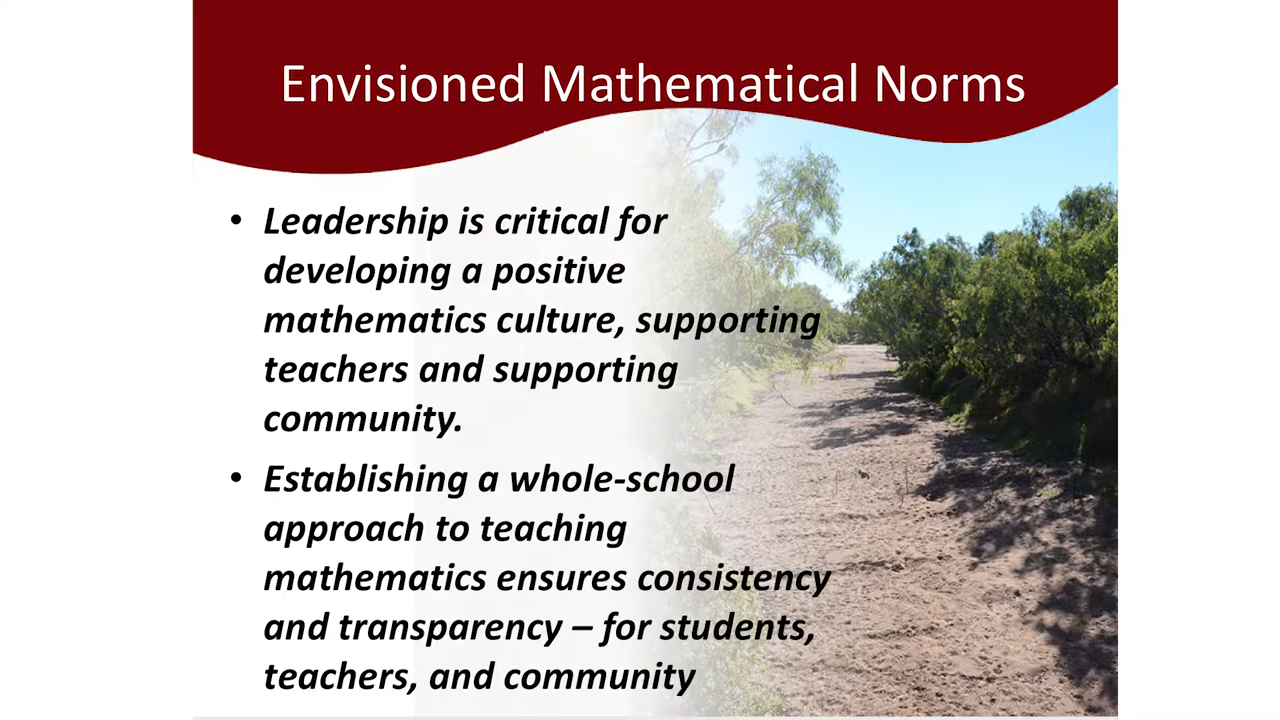 Envisioned Mathematical Norms
• Leadership is critical for
developing a positive
mathematics culture, supporting
teachers and supporting
community.
• Establishing a whole-school
approach to teaching
mathematics ensures consistency
and transparency – for students,
teachers, and community